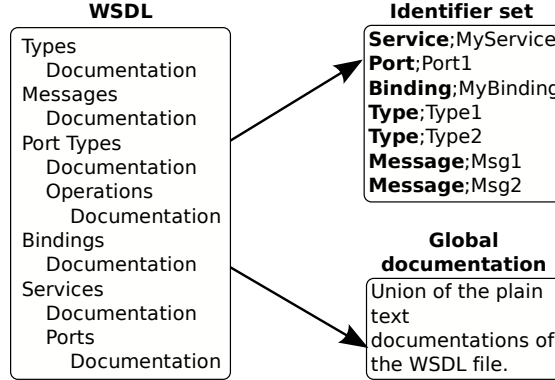 WSDL
Types
Documentation
Messages
Documentation
Port Types
Documentation
Operations
Documentation
Bindings
Documentation
Services
Documentation
Ports
Documentation
Identifier set
Service;MyService
Port;Port1
Binding;MyBinding
Type;Type1
Type;Type2
Message;Msg1
Message;Msg2
Global
documentation
Union of the plain
text
documentations of
the WSDL file.